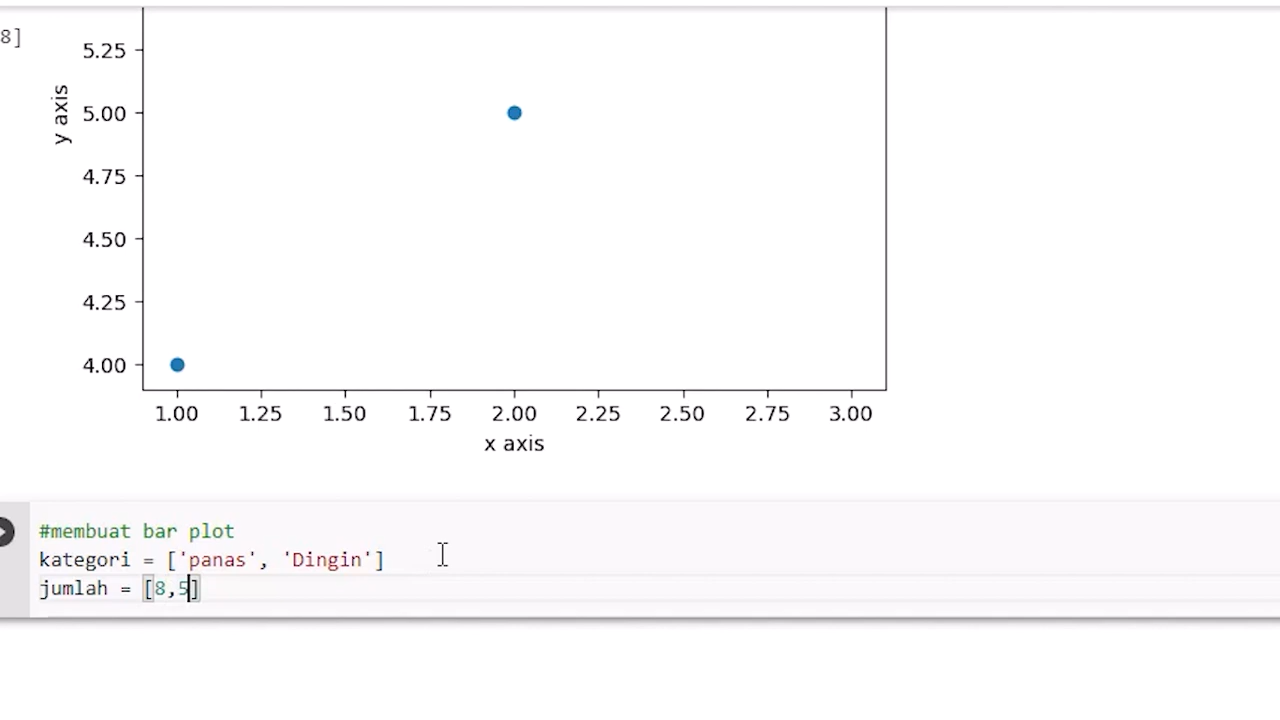 8]
5.25
5.00
4.75
4.50
4.25
4.00
y axis
1.00 1.25 1.50 1.75 2.00 2.25 2.50 2.75 3.00
x axis
#membuat bar plot
kategori = ['panas', 'Dingin']
jumlah = [8,5]